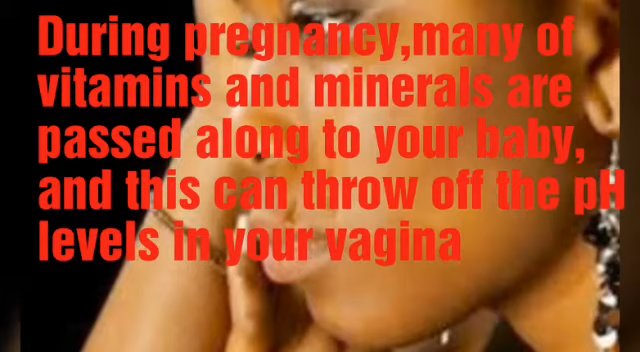 During pregnancy,many of
vitamins and minerals are
passed along to your baby,
and this can throw off the pH
levels in your vagina